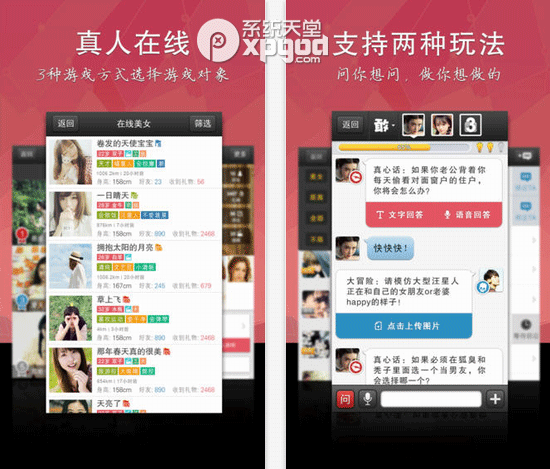 真人在线
3种游戏方式选择游戏对象
返回
在线美女
筛选
卷发的天使宝宝
身高: 158cm 好友: 23 收到礼物: 56
一日晴天
身高: 158cm 好友: 890 收到礼物: 2468
拥抱太阳的月亮
身高: 167cm 好友: 245 收到礼物: 679
草上飞
身高: 158cm 好友: 890 收到礼物: 2468
那年春天真的很美
身高: 158cm 好友: 890 收到礼物: 2468
天亮了
系统天堂
xpgod.com
支持两种玩法
问你想问，做你想做的
返回
敢
真心话：如果你老公背着你
每天偷看对面窗户的住户，
你将会怎么办?
文字回答
语音回答
快快快！
大冒险：请模仿大型汪星人
正在和自己的女朋友or老婆
happy的样子！
点击上传图片
真心话：如果必须在狐臭和
秃子里面选一个当男友，你
会选择哪一个?
问